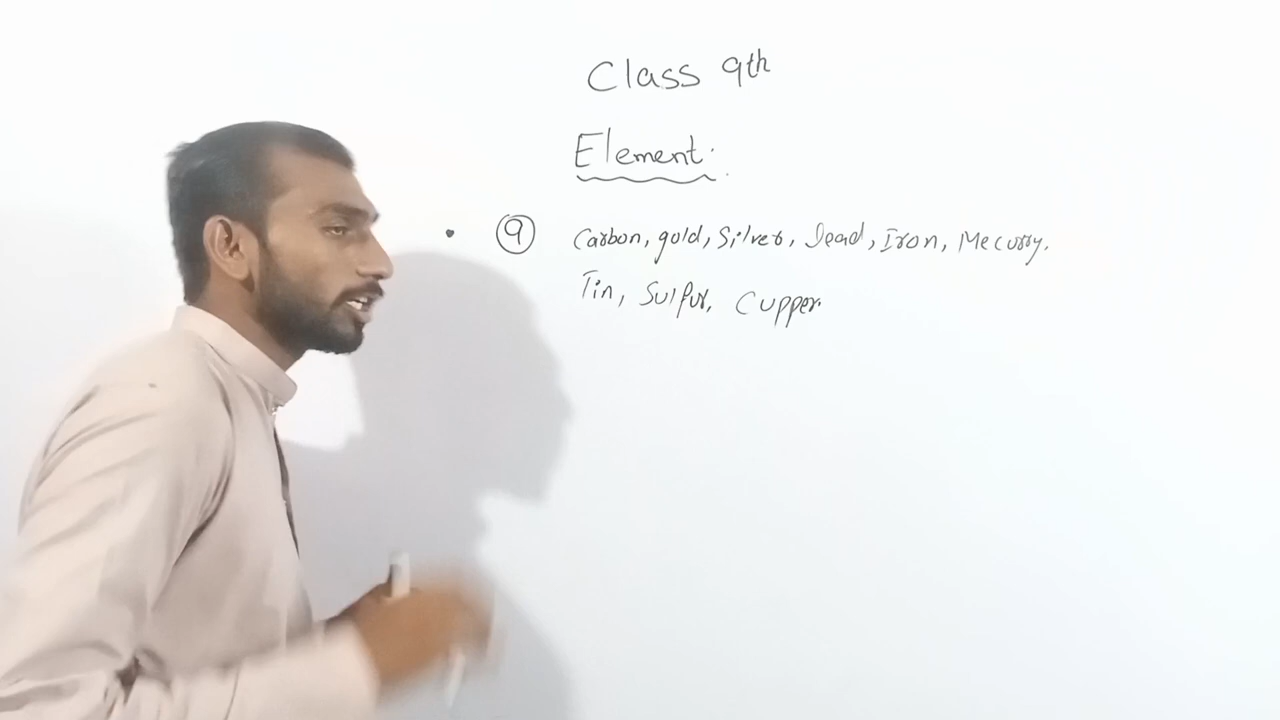 Class 9th
Element.
9 Carbon, gold, Silver, Lead, Iron, Mecurry.
Tin, Sulfur, Cupper